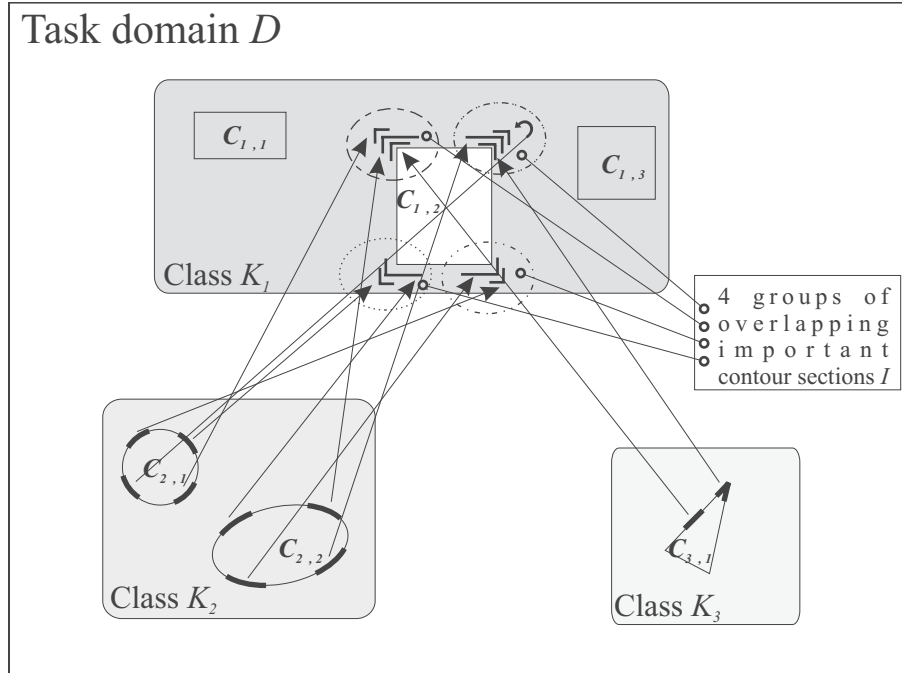 Task domain D
C1,1
C1,2
C1,3
Class K1
4 groups of
overlapping
important
contour sections I
C2,1
C2,2
C3,1
Class K2
Class K3